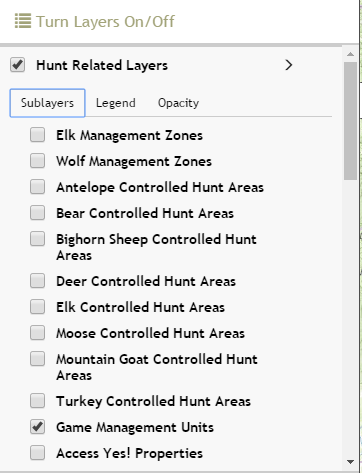 Turn Layers On/Off
Hunt Related Layers
Sublayers Legend Opacity
Elk Management Zones
Wolf Management Zones
Antelope Controlled Hunt Areas
Bear Controlled Hunt Areas
Bighorn Sheep Controlled Hunt
Areas
Deer Controlled Hunt Areas
Elk Controlled Hunt Areas
Moose Controlled Hunt Areas
Mountain Goat Controlled Hunt
Areas
Turkey Controlled Hunt Areas
Game Management Units
Access Yes! Properties